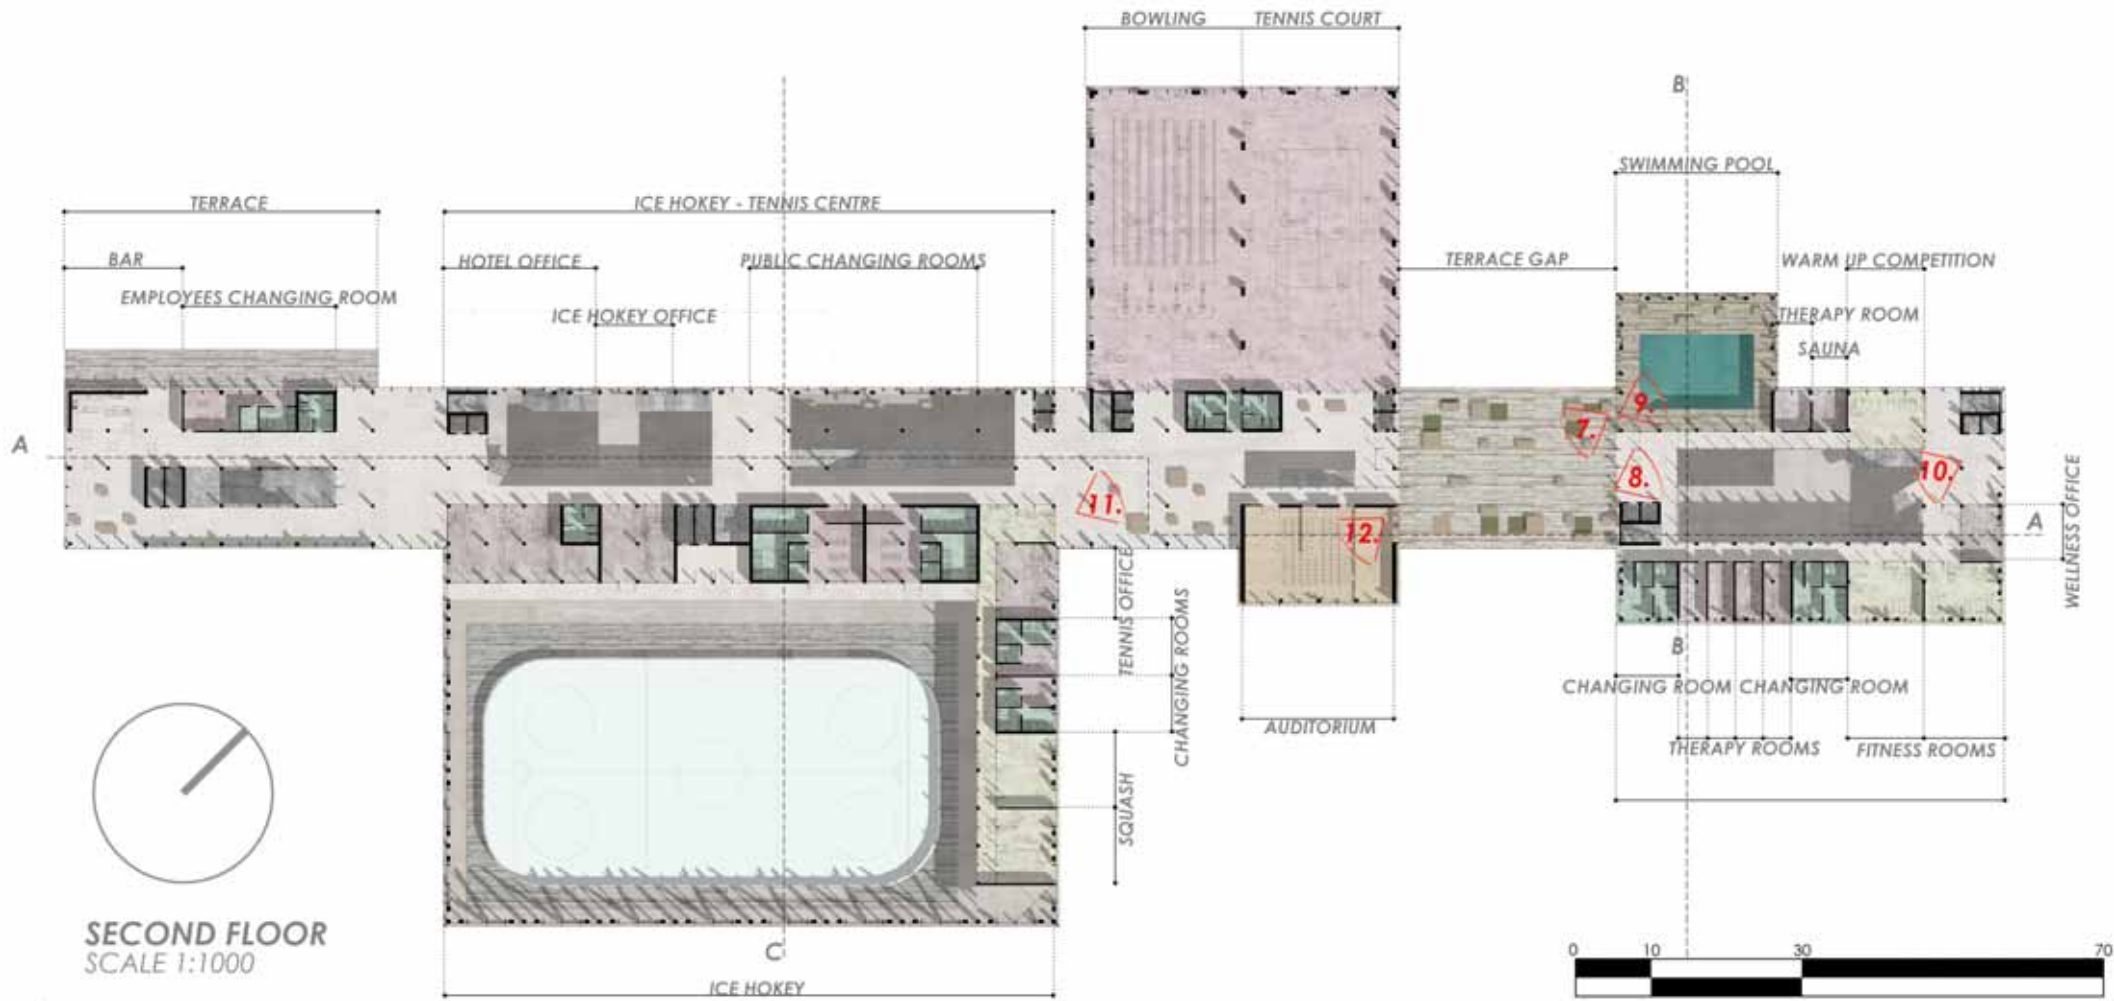 BOWLING
TENNIS COURT
B
SWIMMING POOL
TERRACE
ICE HOKEY - TENNIS CENTRE
BAR
HOTEL OFFICE
PUBLIC CHANGING ROOMS
TERRACE GAP
WARM UP COMPETITION
EMPLOYEES CHANGING ROOM
ICE HOKEY OFFICE
THERAPY ROOM
SAUNA
A
9.
7.
8.
10.
11.
12.
A
WELLNESS OFFICE
TENNIS OFFICE
CHANGING ROOMS
SQUASH
B
CHANGING ROOM
CHANGING ROOM
AUDITORIUM
THERAPY ROOMS
FITNESS ROOMS
SECOND FLOOR
SCALE 1:1000
C
ICE HOKEY
0
10
30
70